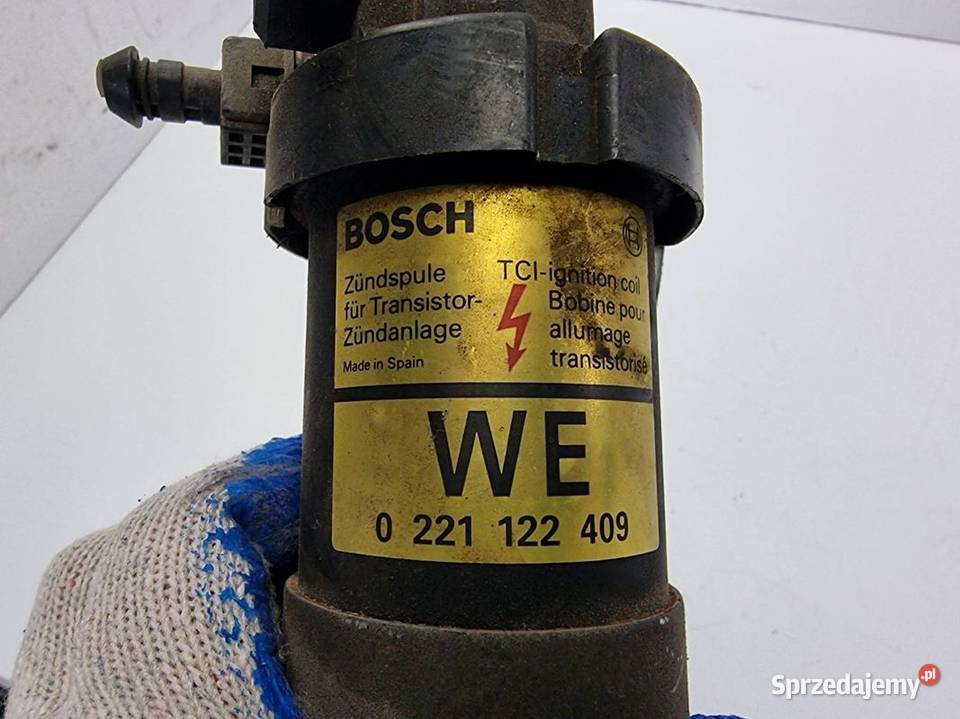 BOSCH
Zündspule
für Transistor-
Zündanlage
Made in Spain
TCI-ignition coil
Bobine pour
allumage
transistorisé
WE
0 221 122 409
Sprzedajemy.pl